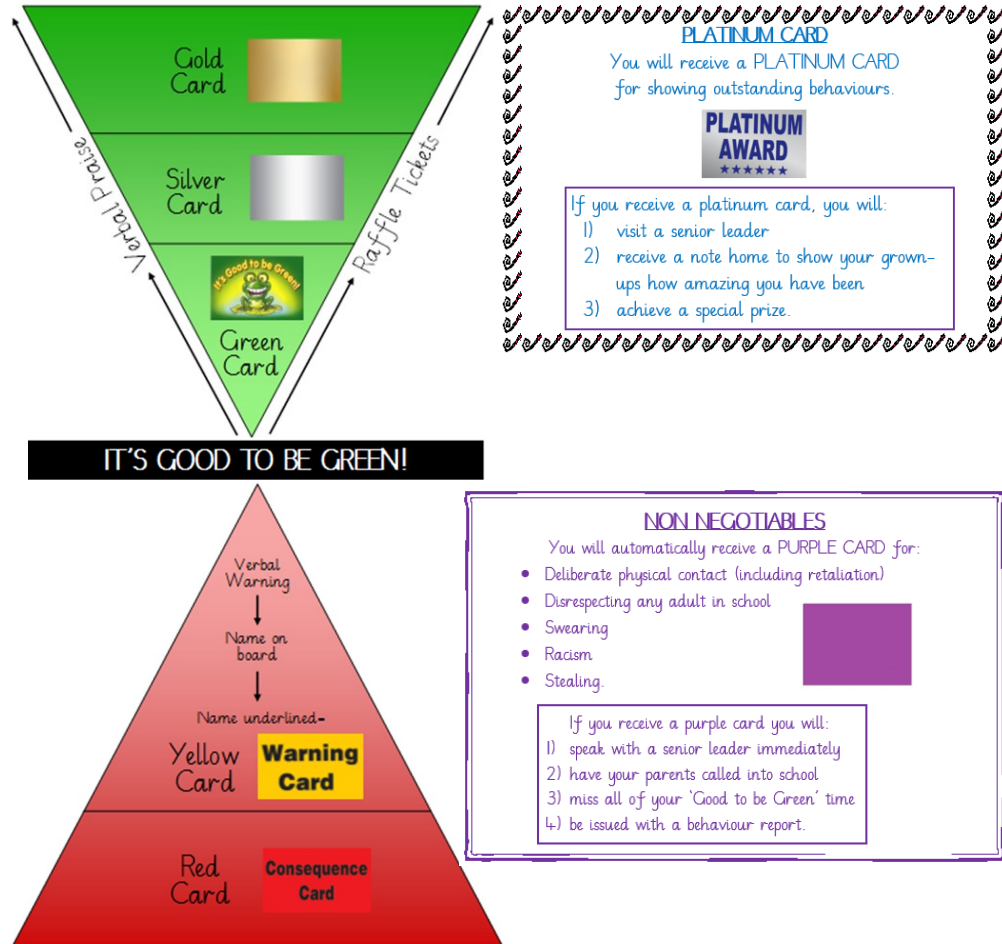 Gold
Card
Silver
Card
Verbal Praise
Raffle Tickets
It's Good to be Green!
Green
Card
PLATINUM CARD
You will receive a PLATINUM CARD
for showing outstanding behaviours.
PLATINUM
AWARD
If you receive a platinum card, you will:
1) visit a senior leader
2) receive a note home to show your grown-
ups how amazing you have been
3) achieve a special prize.
IT'S GOOD TO BE GREEN!
Verbal
Warning
Name on
board
Name underlined-
Yellow
Card
Warning
Card
Red
Card
Consequence
Card
NON NEGOTIABLES
You will automatically receive a PURPLE CARD for:
• Deliberate physical contact (including retaliation)
• Disrespecting any adult in school
• Swearing
• Racism
• Stealing.
If you receive a purple card you will:
1) speak with a senior leader immediately
2) have your parents called into school
3) miss all of your 'Good to be Green' time
4) be issued with a behaviour report.